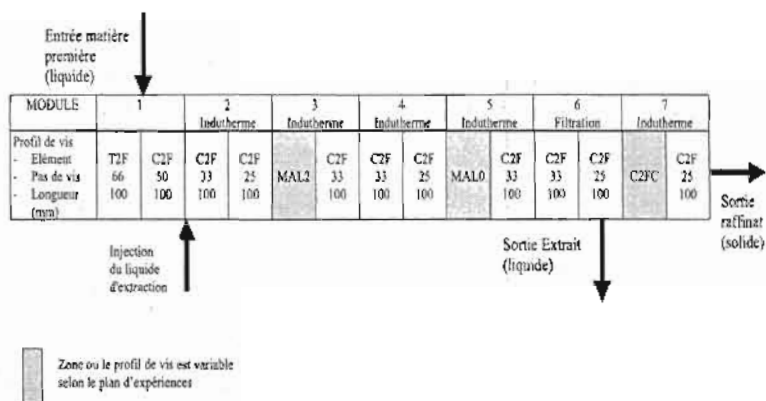 Entrée matière
première
(liquide)
MODULE 1 2 3 4 5 6 7
Indutherme Indutherme Indutherme Indutherme Filtration Indutherme
Profil de vis
- Elément T2F C2F C2F C2F C2F C2F C2F C2F C2F C2F C2F
- Pas de vis 66 50 33 25 MAL2 33 33 25 MAL0 33 33 25 C2FC 25
- Longueur 100 100 100 100 100 100 100 100 100 100 100
(mm)
Sortie
raffinat
(solide)
Injection
du liquide
d'extraction
Sortie Extrait
(liquide)
Zone ou le profil de vis est variable
selon le plan d'expériences